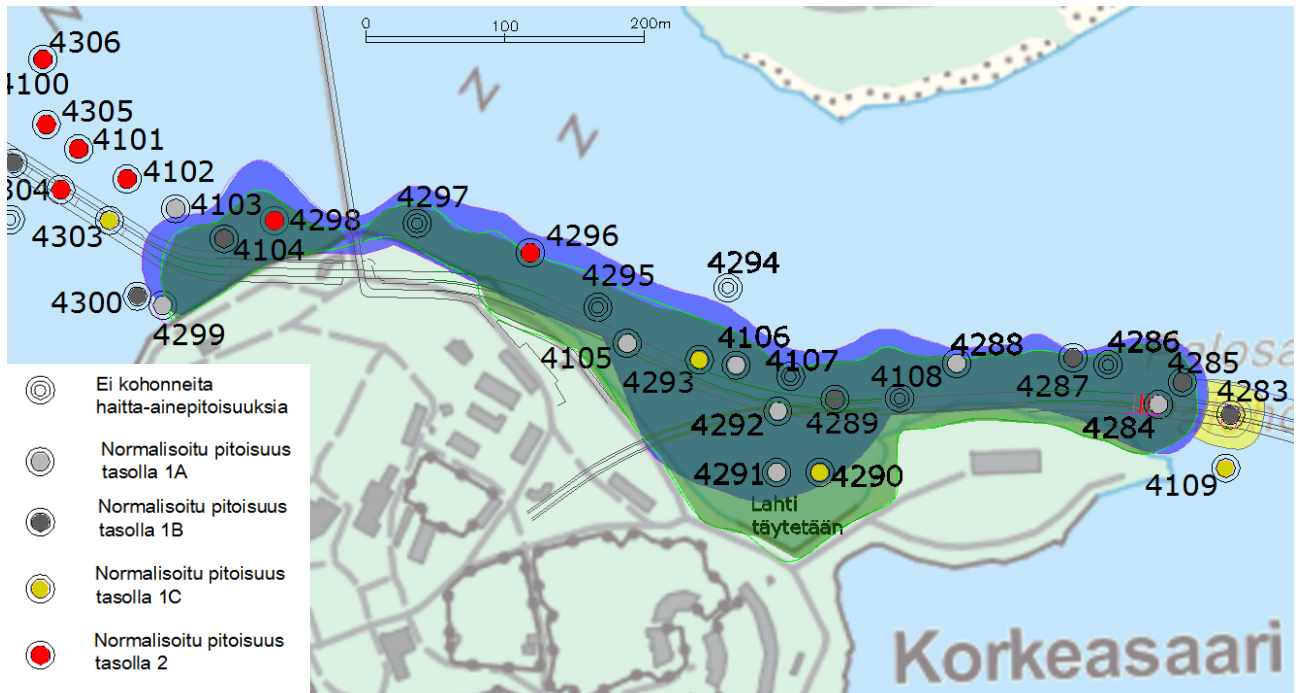 0 100 200m
4306
4100
4305
4101
4102
4304
4103
4303
4298
4104
4297
4296
4295
4294
4300
4299
4105
4106
4293
4107
4288
4286
4108
4287
4285
4283
4292
4289
4284
4291
4290
4109
Lahti
täytetään
Ei kohonneita
haitta-ainepitoisuuksia
Normalisoitu pitoisuus
tasolla 1A
Normalisoitu pitoisuus
tasolla 1B
Normalisoitu pitoisuus
tasolla 1C
Normalisoitu pitoisuus
tasolla 2
Korkeasaari